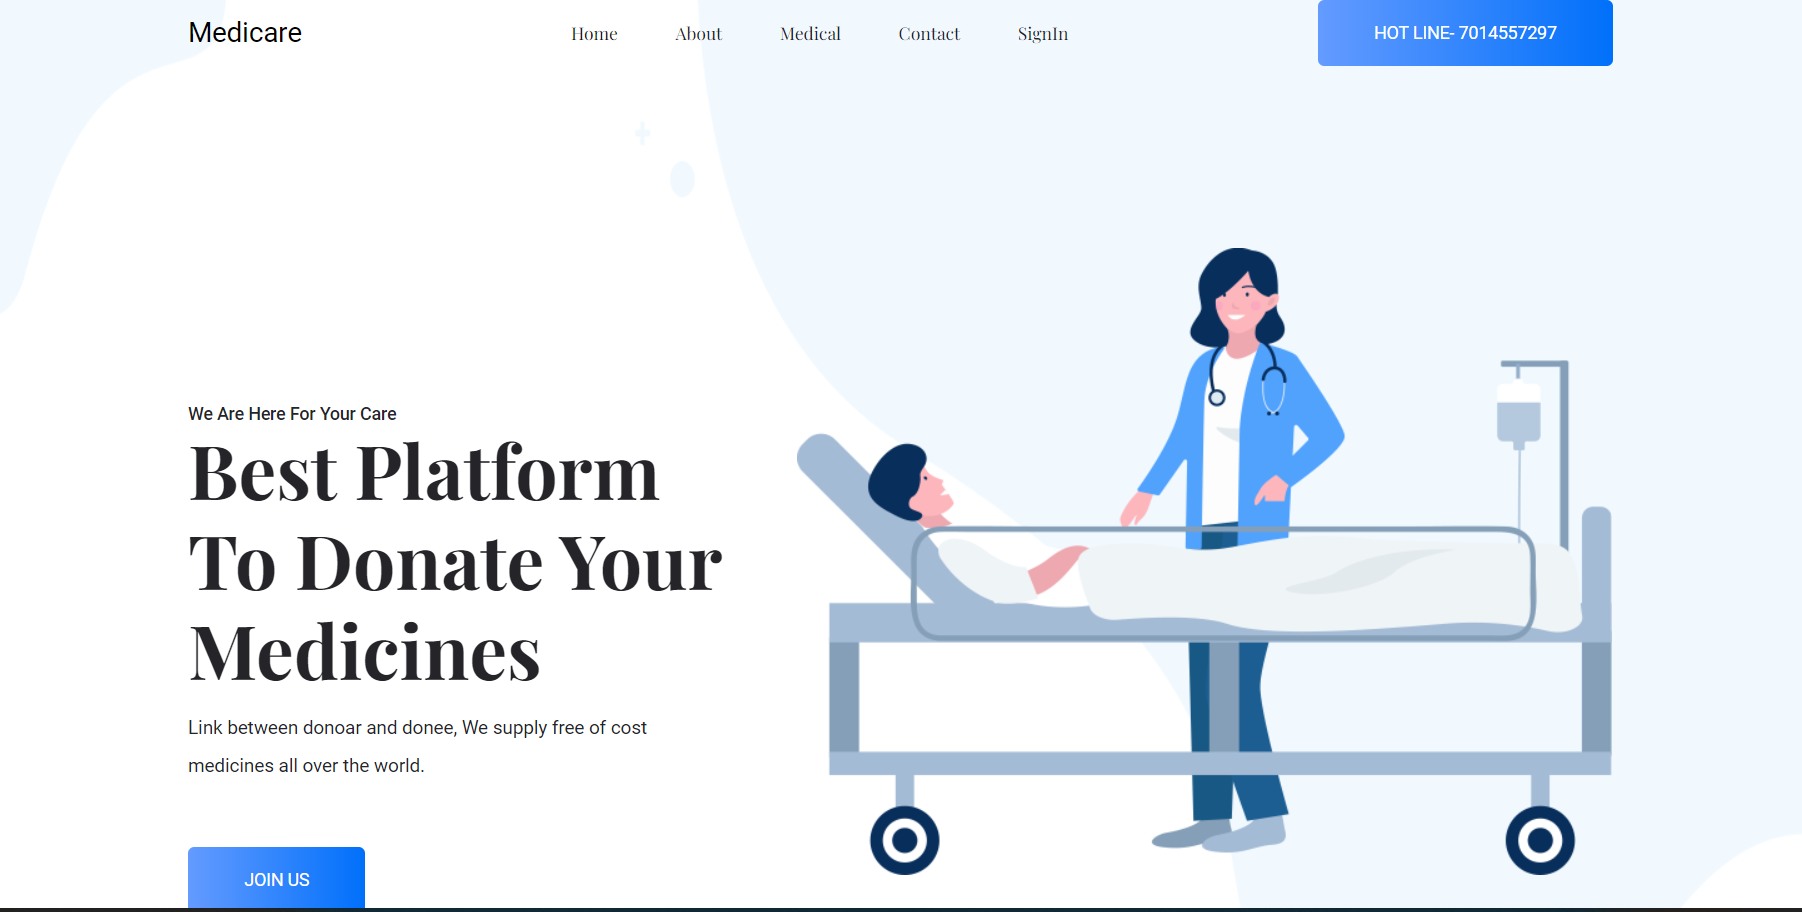 Medicare
Home
About
Medical
Contact
SignIn
HOT LINE- 7014557297
We Are Here For Your Care
Best Platform
To Donate Your
Medicines
Link between donoar and donee, We supply free of cost
medicines all over the world.
JOIN US